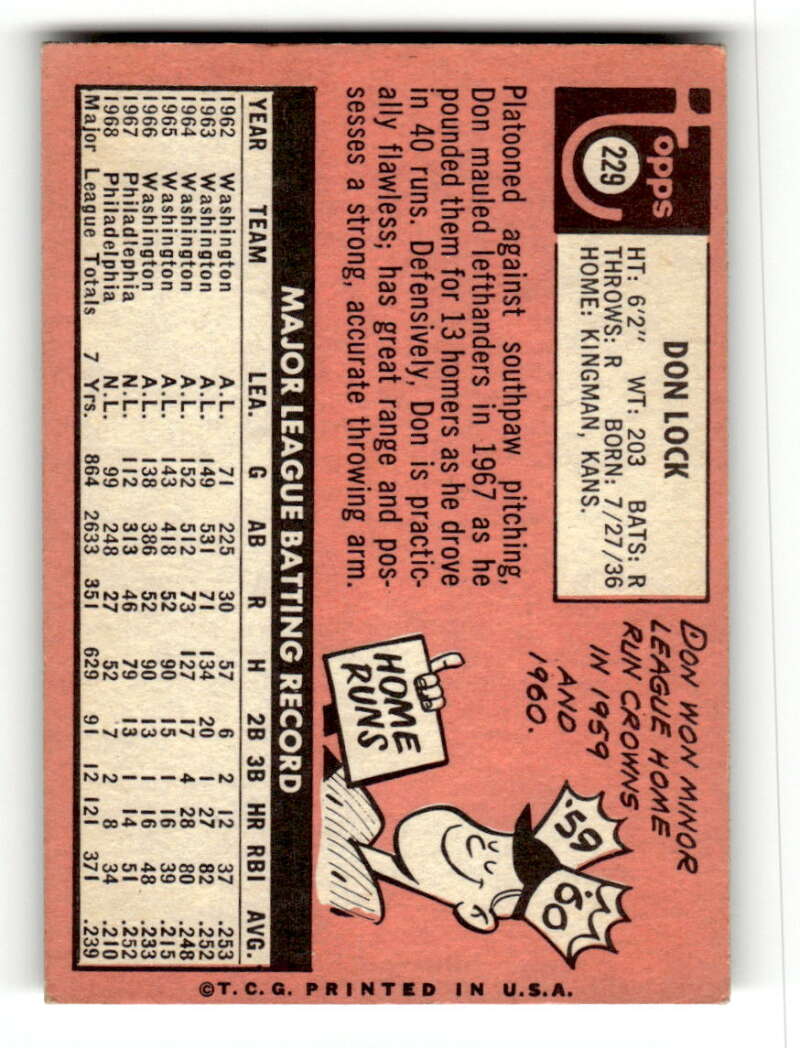 Topps
229
DON LOCK
HT: 6'2" WT: 203 BATS: R
THROWS: R BORN: 7/27/36
HOME: KINGMAN, KANS.
Platooned against southpaw pitching,
Don mauled lefthanders in 1967 as he
pounded them for 13 homers as he drove
in 40 runs. Defensively, Don is practic-
ally flawless; has great range and pos-
sesses a strong, accurate throwing arm.
DON WON MINOR
LEAGUE HOME
RUN CROWNS
IN 1959
AND
1960.
'59
'60
HOME
RUNS
MAJOR LEAGUE BATTING RECORD
YEAR TEAM LEA. G AB R H 2B 3B HR RBI AVG.
1962 Washington A.L. 71 225 30 57 6 2 12 37 .253
1963 Washington A.L. 149 531 71 134 20 1 27 82 .252
1964 Washington A.L. 152 512 73 127 17 4 28 80 .248
1965 Washington A.L. 143 418 52 90 15 1 16 39 .215
1966 Washington A.L. 138 386 52 90 13 1 16 48 .233
1967 Philadlephia N.L. 112 313 46 79 13 1 14 51 .252
1968 Philadelphia N.L. 99 248 27 52 7 2 8 34 .210
Major League Totals 7 Yrs. 864 2633 351 629 91 12 121 371 .239
©T.C.G. PRINTED IN U.S.A.